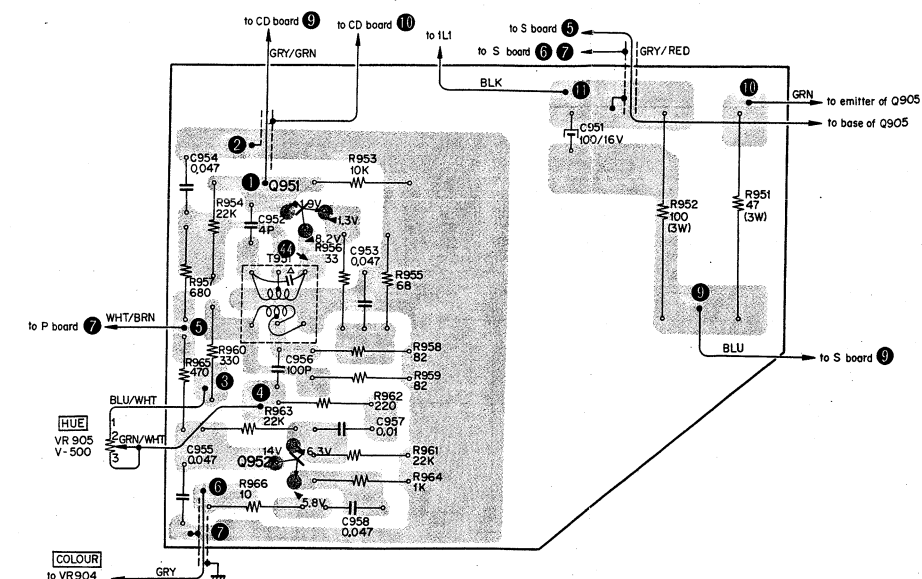 to CD board 9
to CD board 10
to 1L1
to S board 5
to S board 6 7
GRY/GRN
GRY/RED
BLK
11
10
GRN
to emitter of Q905
to base of Q905
C951
100/16V
2
C954
0.047
R953
10K
1
Q951
R954
22K
C952
4P
1.9V
1.3V
8.2V
R952
100
(3W)
R951
47
(3W)
44
R956
33
C953
0.047
T951
R955
68
R957
680
9
WHT/BRN
to P board 7
5
BLU
to S board 9
R960
330
C956
100P
R958
82
R965
470
R959
82
3
BLU/WHT
4
R962
220
R963
22K
HUE
VR 905
V-500
1
2
3
GRN/WHT
C957
0.01
C955
0.047
14V
Q952
6.3V
R961
22K
R964
1K
6
R966
10
5.8V
C958
0.047
7
COLOUR
to VR904
GRY